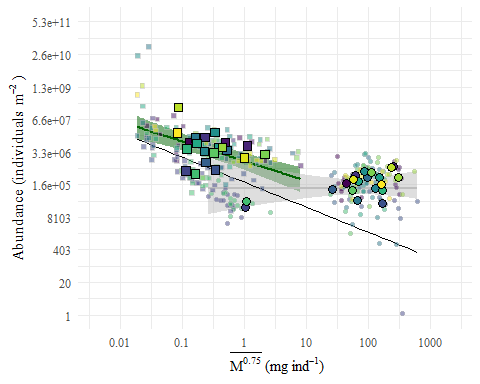 5.3e+11
2.6e+10
1.3e+09
6.6e+07
3.3e+06
1.6e+05
8103
403
20
1
Abundance (individuals m⁻²)
0.01 0.1 1 10 100 1000
M^0.75 (mg ind⁻¹)